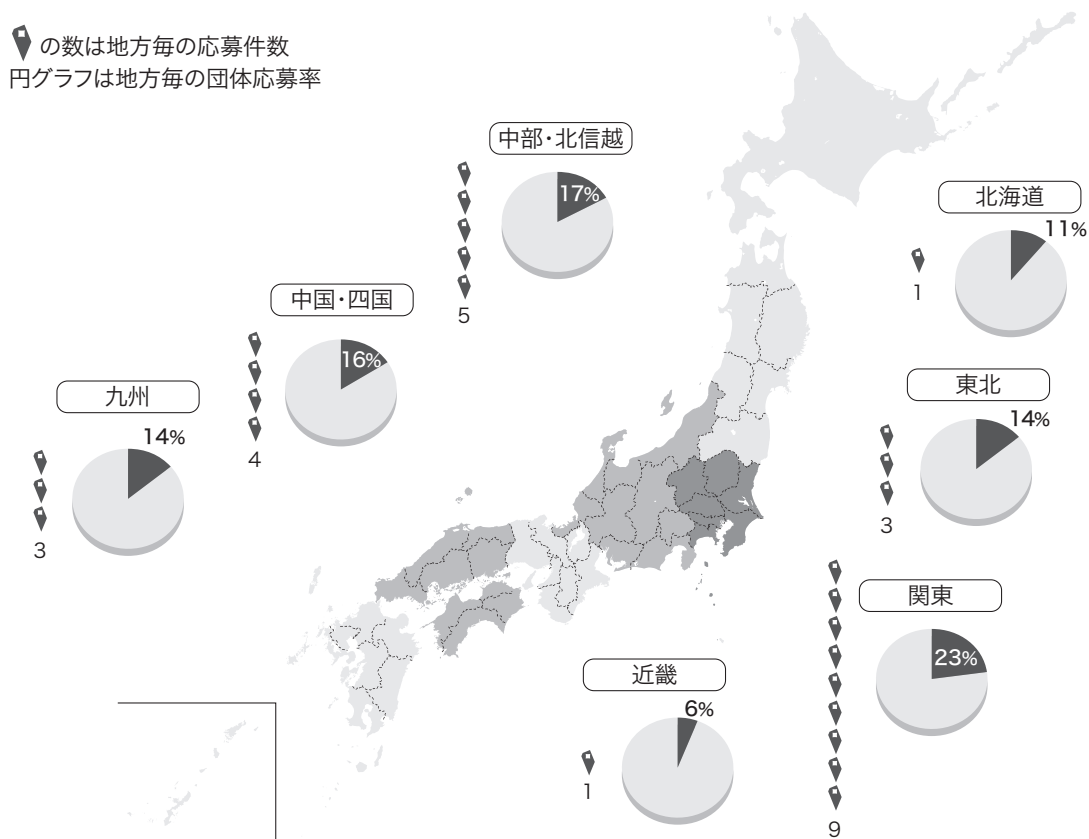 の数は地方毎の応募件数
円グラフは地方毎の団体応募率
中部・北信越
17%
5
北海道
11%
1
中国・四国
16%
4
九州
14%
3
東北
14%
3
関東
23%
9
近畿
6%
1